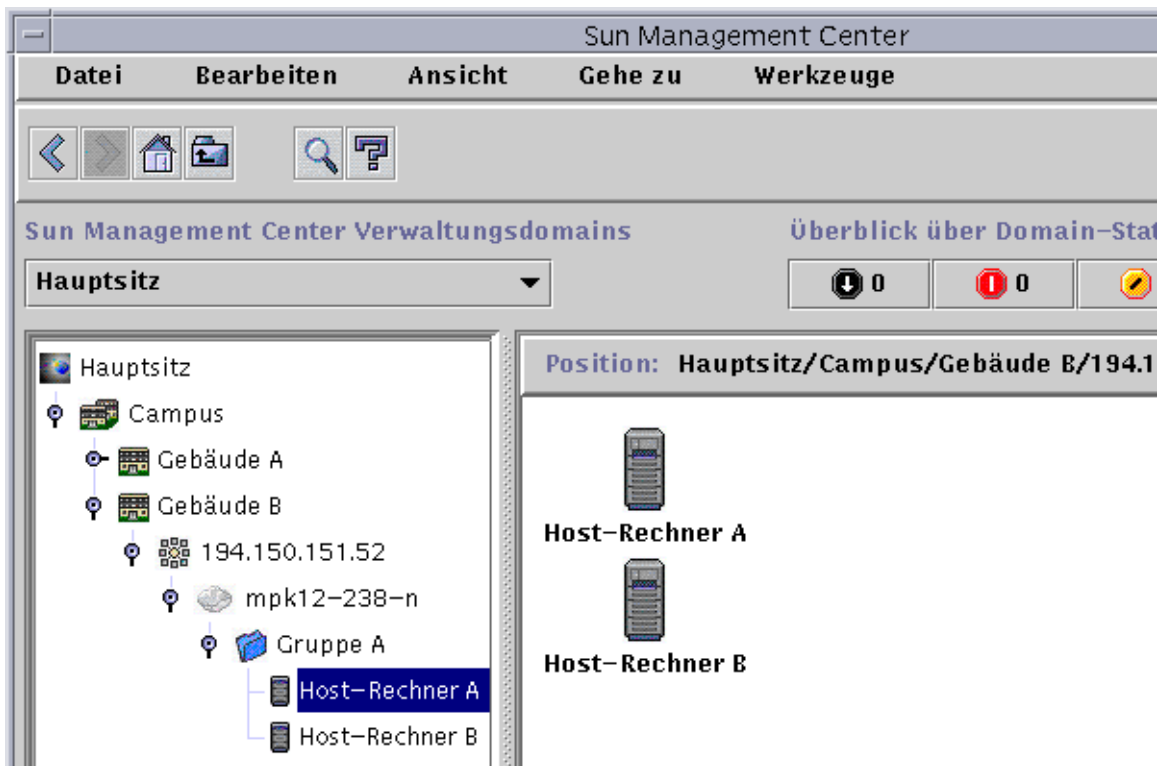 Sun Management Center
Datei Bearbeiten Ansicht Gehe zu Werkzeuge
Sun Management Center Verwaltungsdomains Überblick über Domain-Stat
Hauptsitz 0 0
Hauptsitz
Campus
Gebäude A
Gebäude B
194.150.151.52
mpk12-238-n
Gruppe A
Host-Rechner A
Host-Rechner B
Position: Hauptsitz/Campus/Gebäude B/194.1
Host-Rechner A
Host-Rechner B